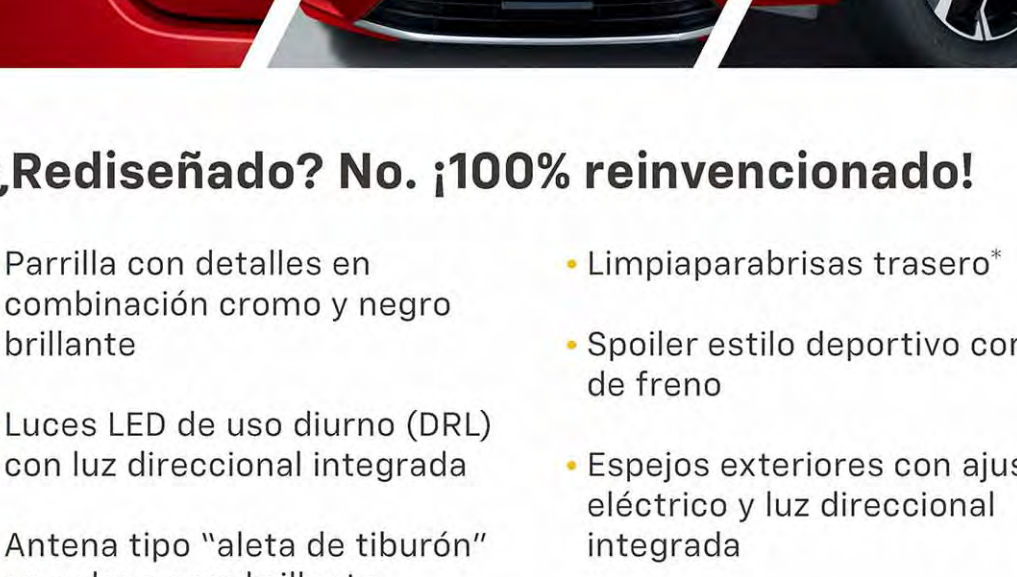 ¿Rediseñado? No. ¡100% reinvencionado!
Parrilla con detalles en
combinación cromo y negro
brillante
Luces LED de uso diurno (DRL)
con luz direccional integrada
Antena tipo “aleta de tiburón”
• Limpiaparabrisas trasero*
• Spoiler estilo deportivo con
de freno
• Espejos exteriores con
eléctrico y luz direccional
integrada